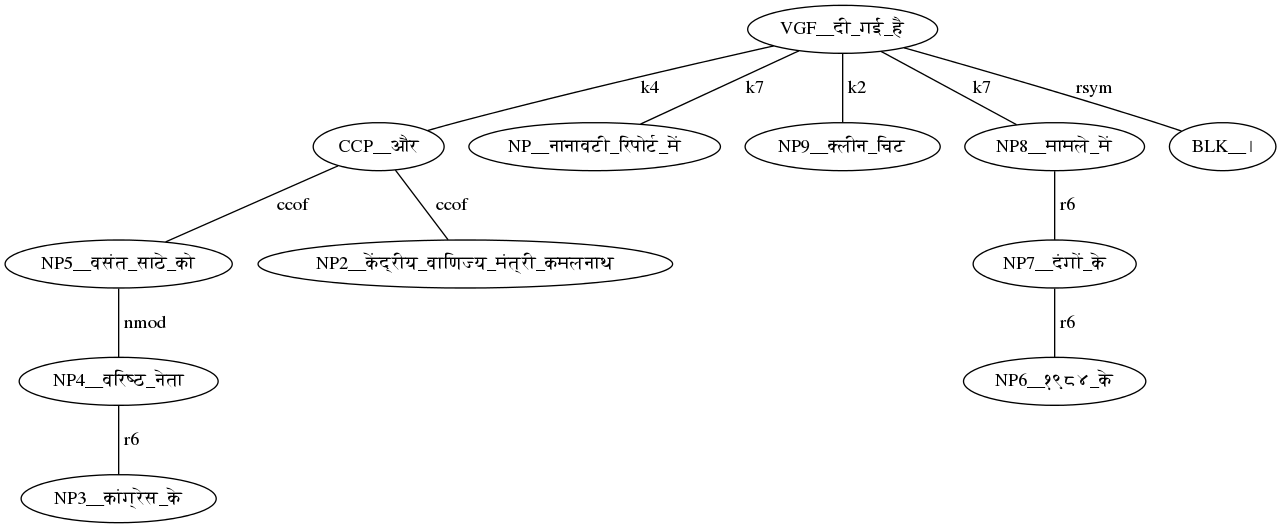 VGF__दी_गई_है
k4 k7 k2 k7 rsym
CCP__और NP__नानावटी_रिपोर्ट_में NP9__क्लीन_चिट NP8__मामले_में BLK__।
ccof ccof r6
NP5__वसंत_साठे_को NP2__केंद्रीय_वाणिज्य_मंत्री_कमलनाथ NP7__दंगों_के
nmod r6
NP4__वरिष्ठ_नेता NP6__१९८४_के
r6
NP3__कांग्रेस_के